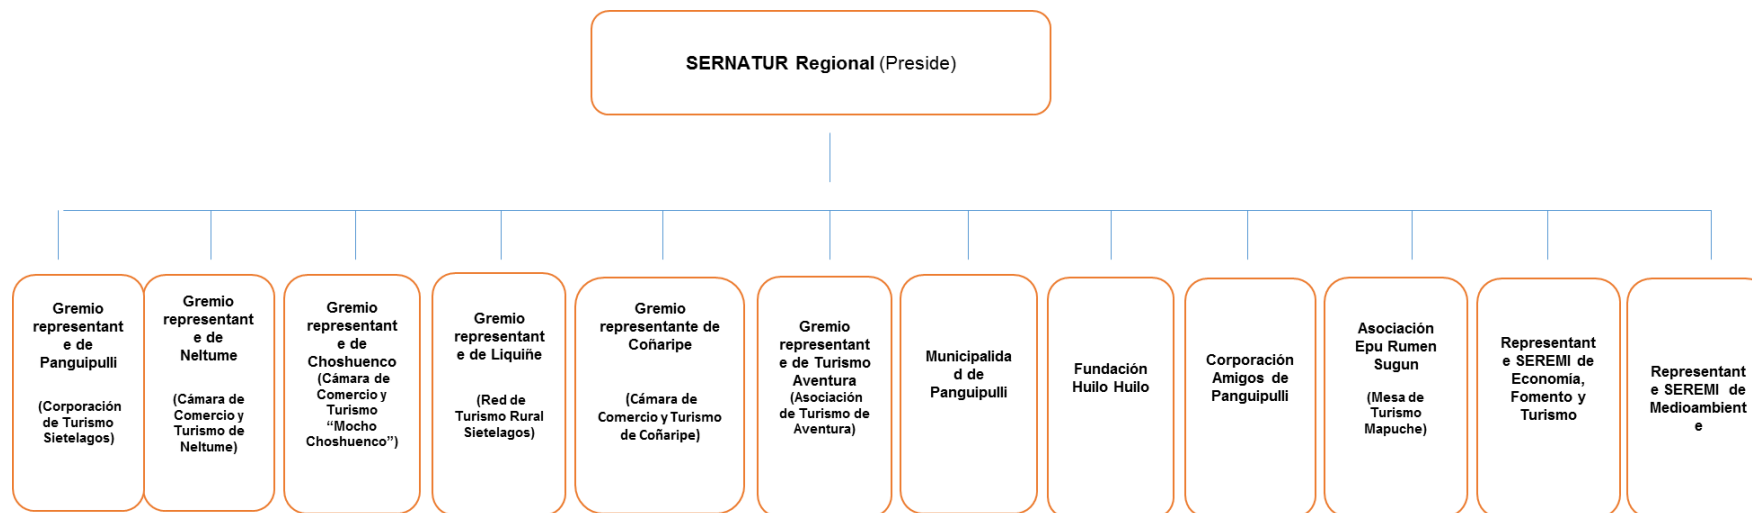 SERNATUR Regional (Preside)
Gremio
representant
e de
Panguipulli
(Corporación
de Turismo
Sietelagos)
Gremio
representant
e de
Neltume
(Cámara de
Comercio y
Turismo de
Neltume)
Gremio
representant
e de
Choshuenco
(Cámara de
Comercio y
Turismo
“Mocho
Choshuenco”)
Gremio
representant
e de Liquiñe
(Red de
Turismo Rural
Sietelagos)
Gremio
representante de
Coñaripe
(Cámara de
Comercio y Turismo
de Coñaripe)
Gremio
representant
e de Turismo
Aventura
(Asociación
de Turismo de
Aventura)
Municipalida
d de
Panguipulli
Fundación
Huilo Huilo
Corporación
Amigos de
Panguipulli
Asociación
Epu Rumen
Sugun
(Mesa de
Turismo
Mapuche)
Representant
e SEREMI de
Economía,
Fomento y
Turismo
Representant
e SEREMI de
Medioambient
e